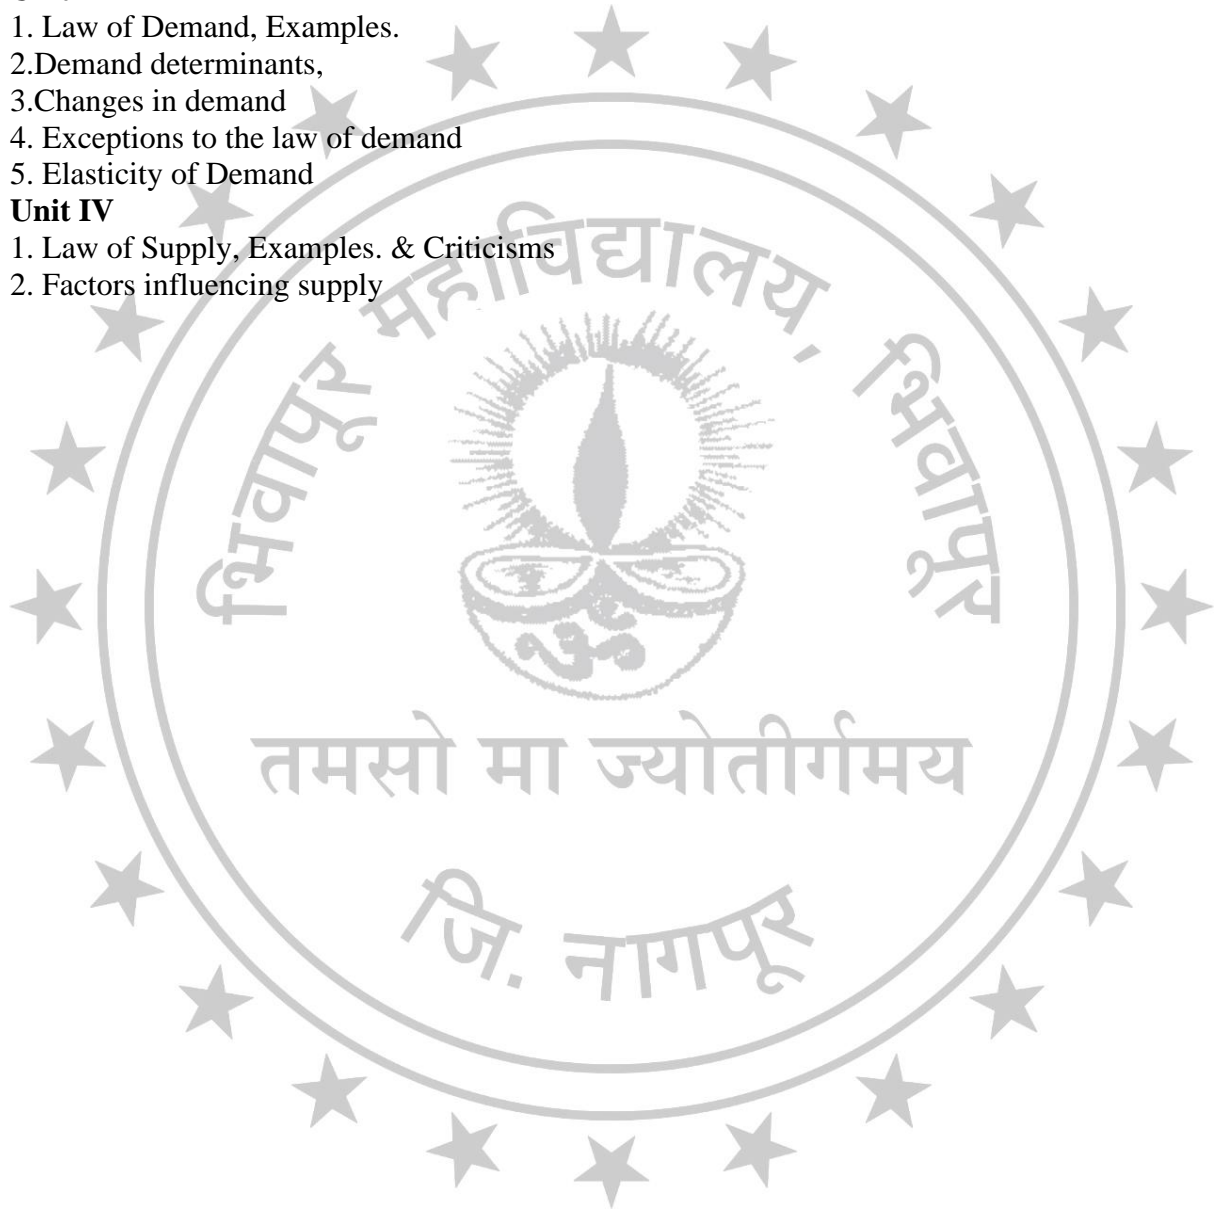 1. Law of Demand, Examples.
2.Demand determinants,
3.Changes in demand
4. Exceptions to the law of demand
5. Elasticity of Demand
Unit IV
1. Law of Supply, Examples. & Criticisms
2. Factors influencing supply
भिवापूर महाविद्यालय, भिवापूर
तमसो मा ज्योतीर्गमय
जि. नागपूर